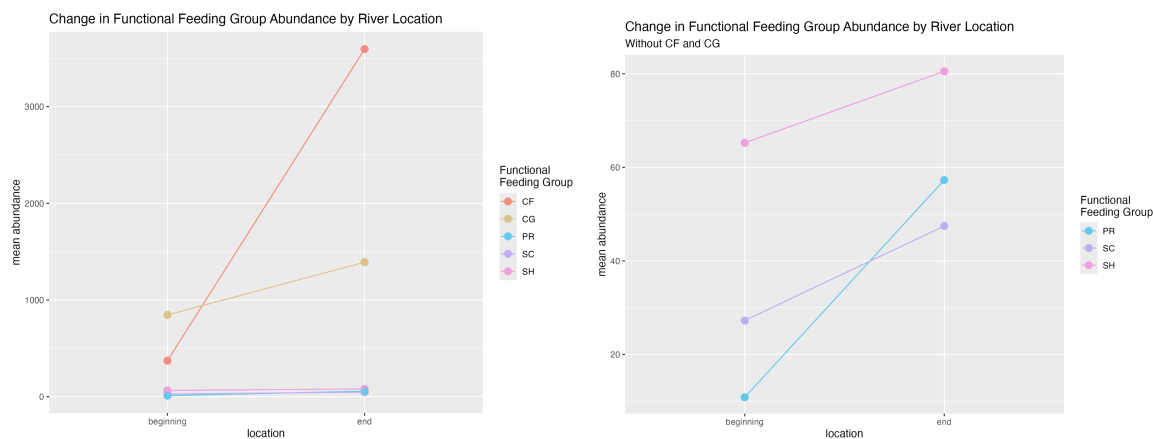 Change in Functional Feeding Group Abundance by River Location
mean abundance
3000
2000
1000
0
beginning
end
location
Functional
Feeding Group
CF
CG
PR
SC
SH
Change in Functional Feeding Group Abundance by River Location
Without CF and CG
mean abundance
80
60
40
20
beginning
end
location
Functional
Feeding Group
PR
SC
SH